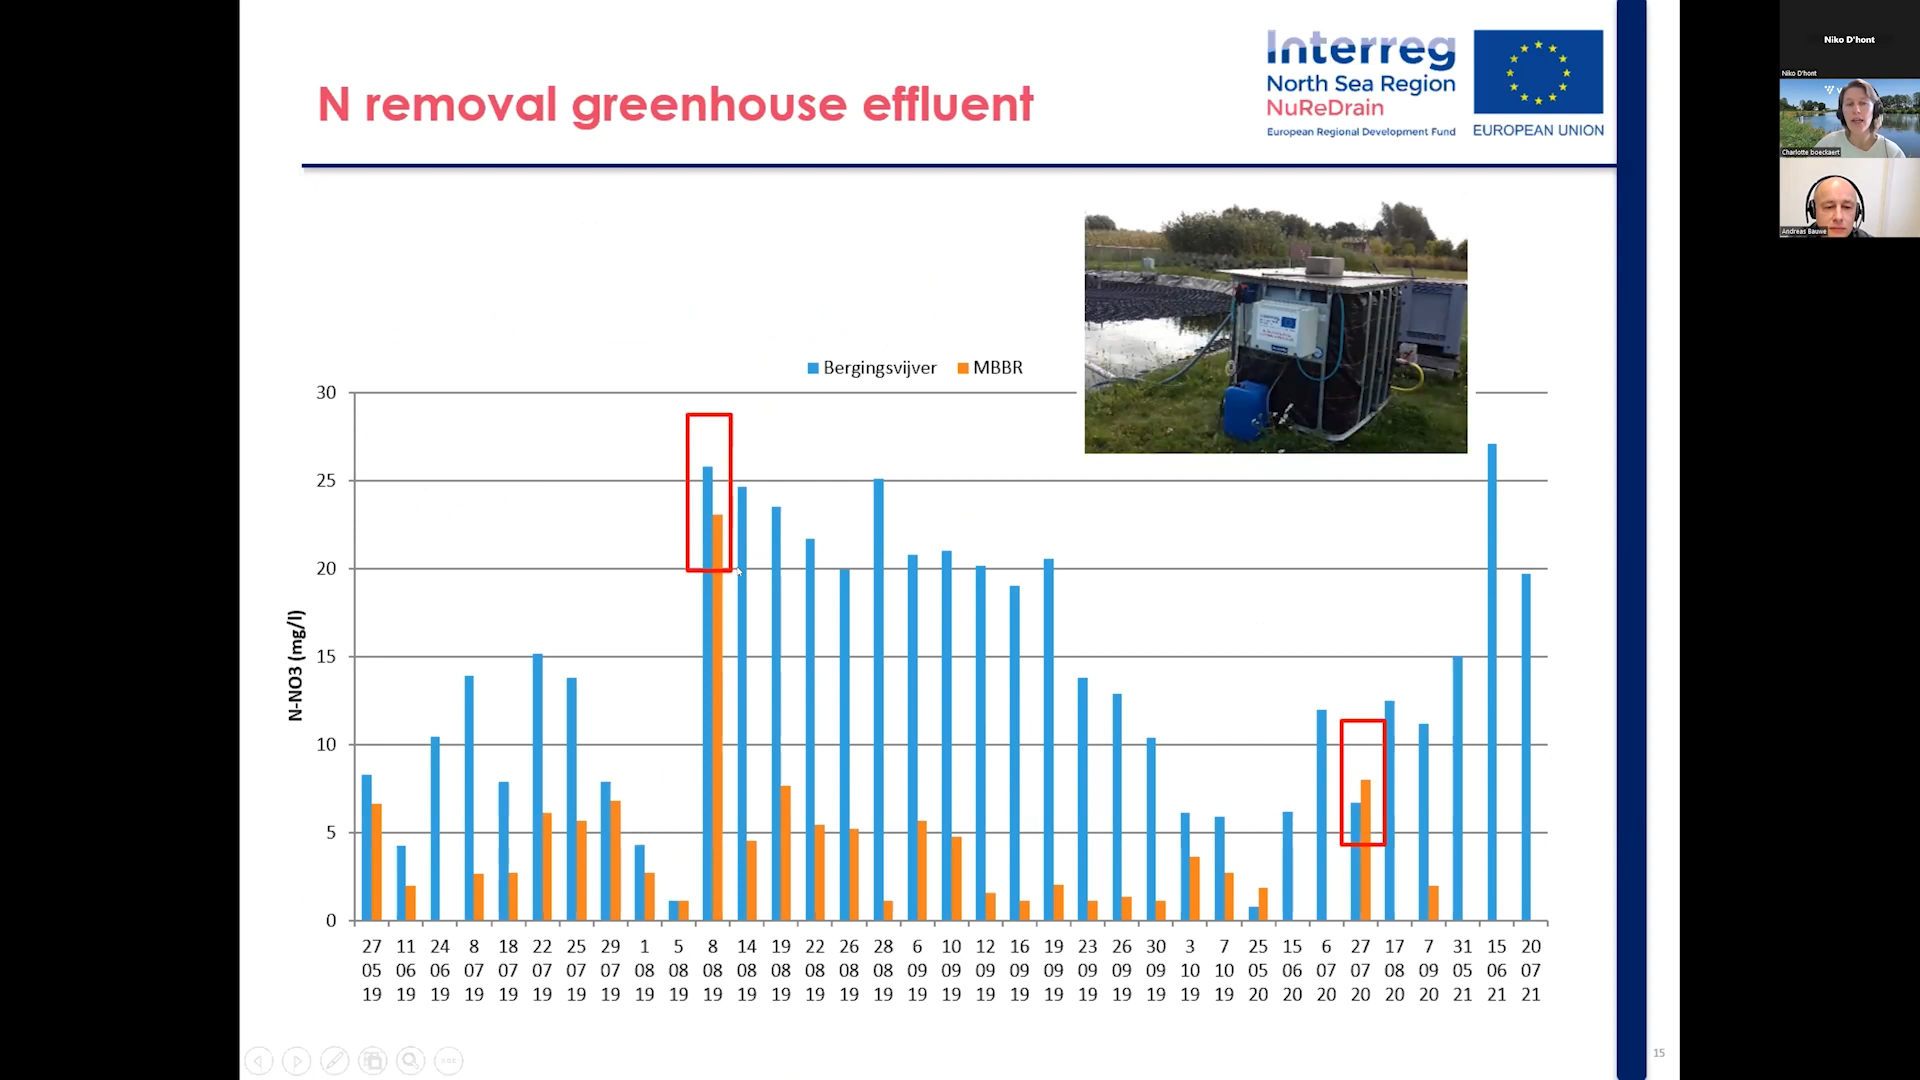 N removal greenhouse effluent
Interreg
North Sea Region
NuReDrain
European Regional Development Fund
EUROPEAN UNION
Niko D'hont
Niko D'hont
Charlotte boeckaert
Andreas Bauwe
Bergingsvijver MBBR
N-NO3 (mg/l)
30
25
20
15
10
5
0
27 11 24 8 18 22 25 29 1 5 8 14 19 22 26 28 6 10 12 16 19 23 26 30 3 7 25 15 6 27 17 7 31 15 20
05 06 06 07 07 07 07 07 08 08 08 08 08 08 08 08 09 09 09 09 09 09 09 09 10 10 05 06 07 07 08 09 05 06 07
19 19 19 19 19 19 19 19 19 19 19 19 19 19 19 19 19 19 19 19 19 19 19 19 19 19 20 20 20 20 20 20 21 21 21
15